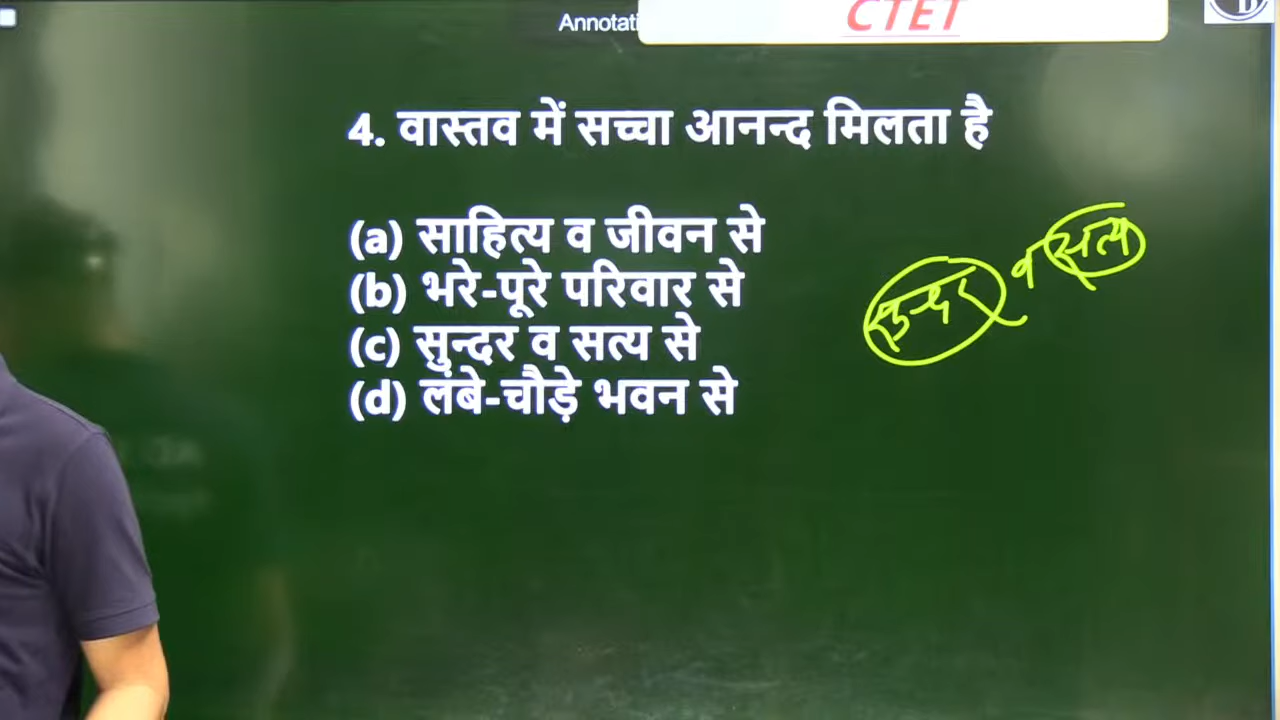 Annotati
CTET
4. वास्तव में सच्चा आनन्द मिलता है
(a) साहित्य व जीवन से
(b) भरे-पूरे परिवार से
(c) सुन्दर व सत्य से
(d) लंबे-चौड़े भवन से
सुन्दर व सत्य